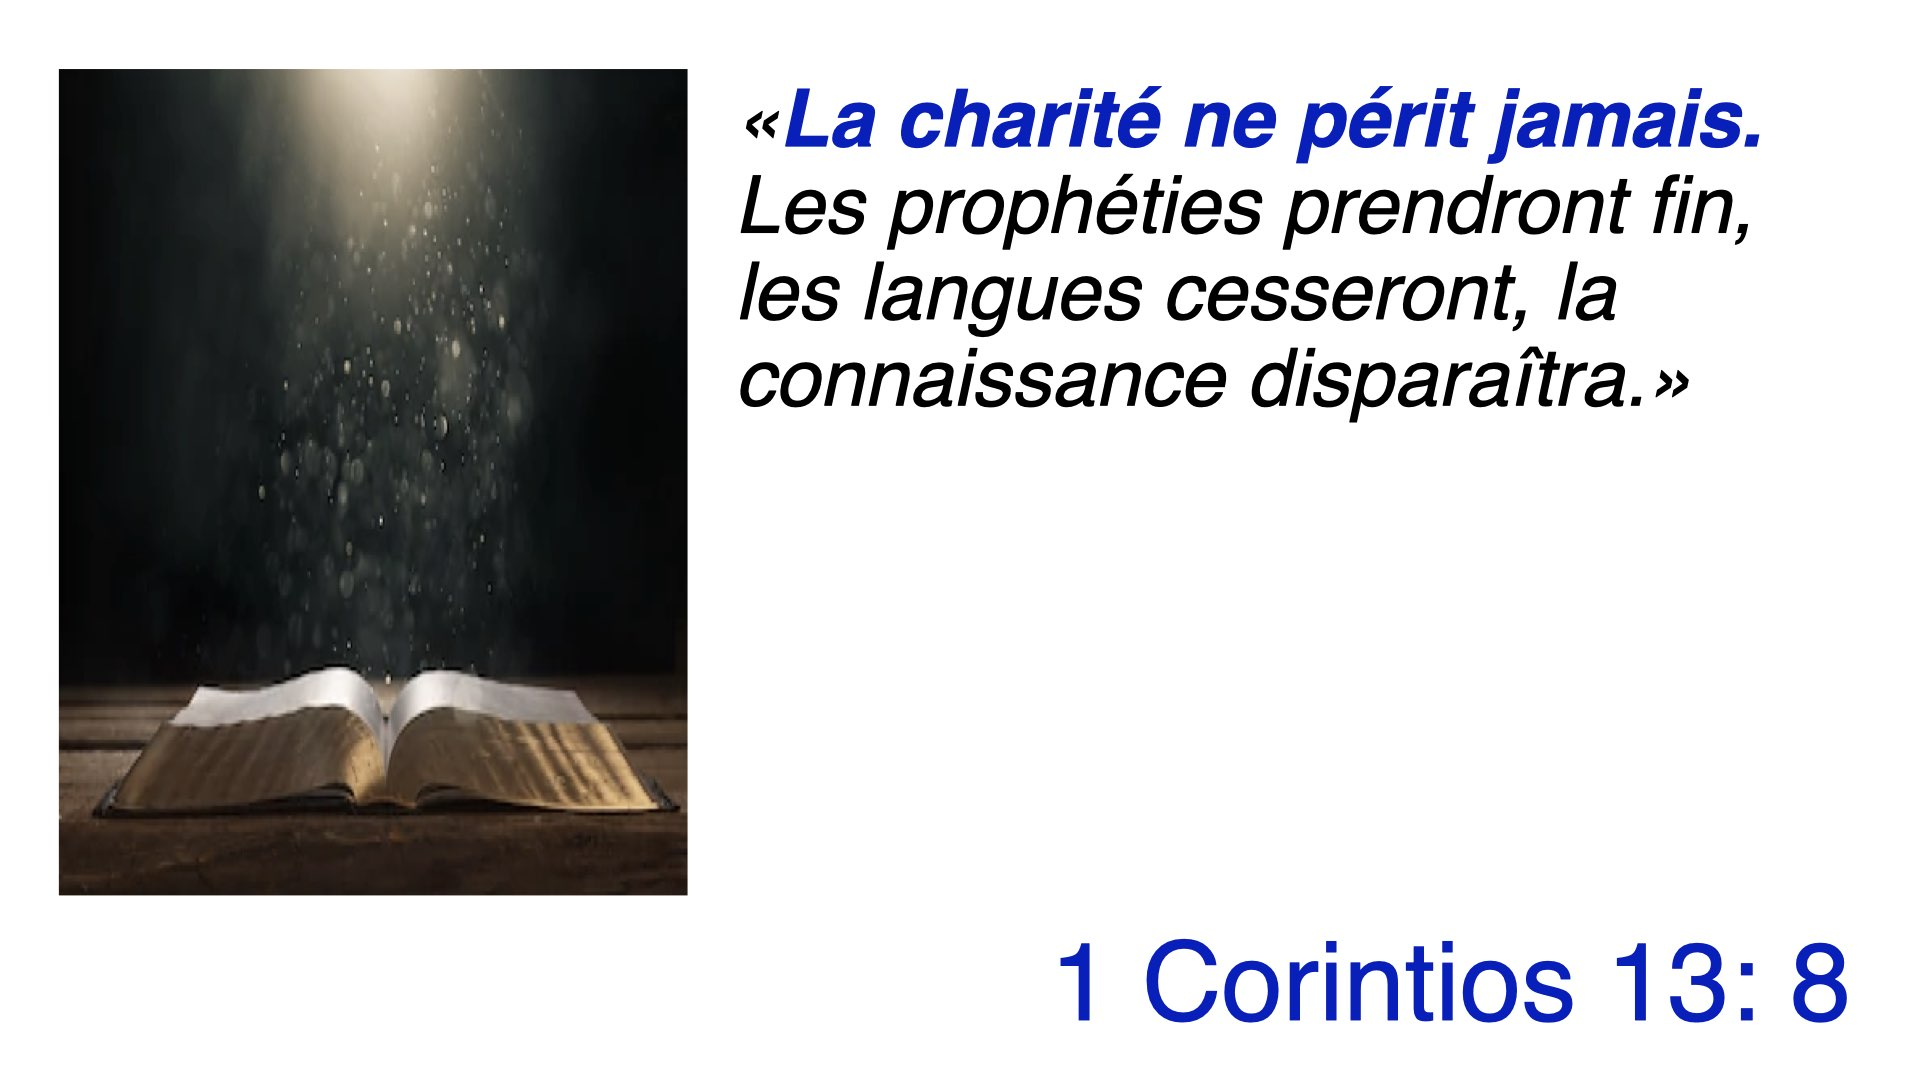 «La charité ne périt jamais.
Les prophéties prendront fin,
les langues cesseront, la
connaissance disparaîtra.»
1 Corintios 13: 8